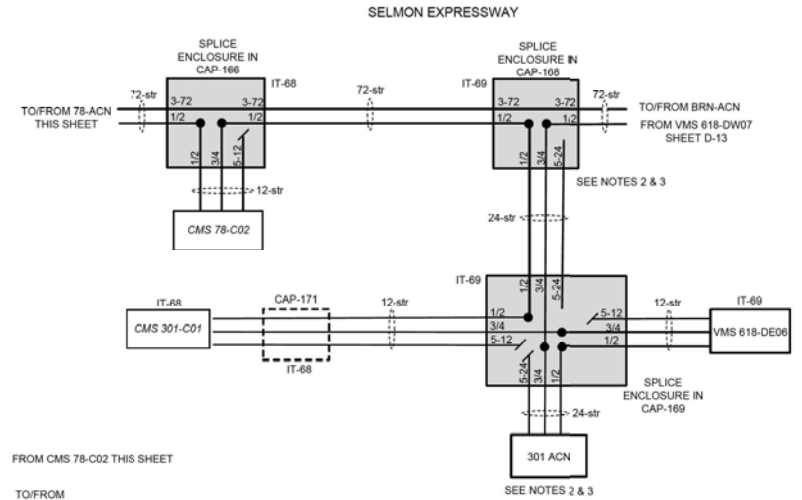 SELMON EXPRESSWAY
SPLICE
ENCLOSURE IN
CAP-166
IT-68
SPLICE
ENCLOSURE IN
CAP-168
IT-69
72-str
72-str
72-str
TO/FROM 78-ACN
THIS SHEET
3-72
3-72
1/2
1/2
1/2
3/4
5-12
12-str
CMS 78-C02
3-72
3-72
1/2
1/2
1/2
3/4
5-24
TO/FROM BRN-ACN
FROM VMS 618-DW07
SHEET D-13
SEE NOTES 2 & 3
24-str
IT-69
1/2
3/4
5-24
IT-68
CMS 301-C01
CAP-171
IT-68
12-str
1/2
3/4
5-12
5-12
3/4
1/2
12-str
IT-69
VMS 618-DE06
5-24
3/4
1/2
SPLICE
ENCLOSURE IN
CAP-169
24-str
301 ACN
SEE NOTES 2 & 3
FROM CMS 78-C02 THIS SHEET
TO/FROM